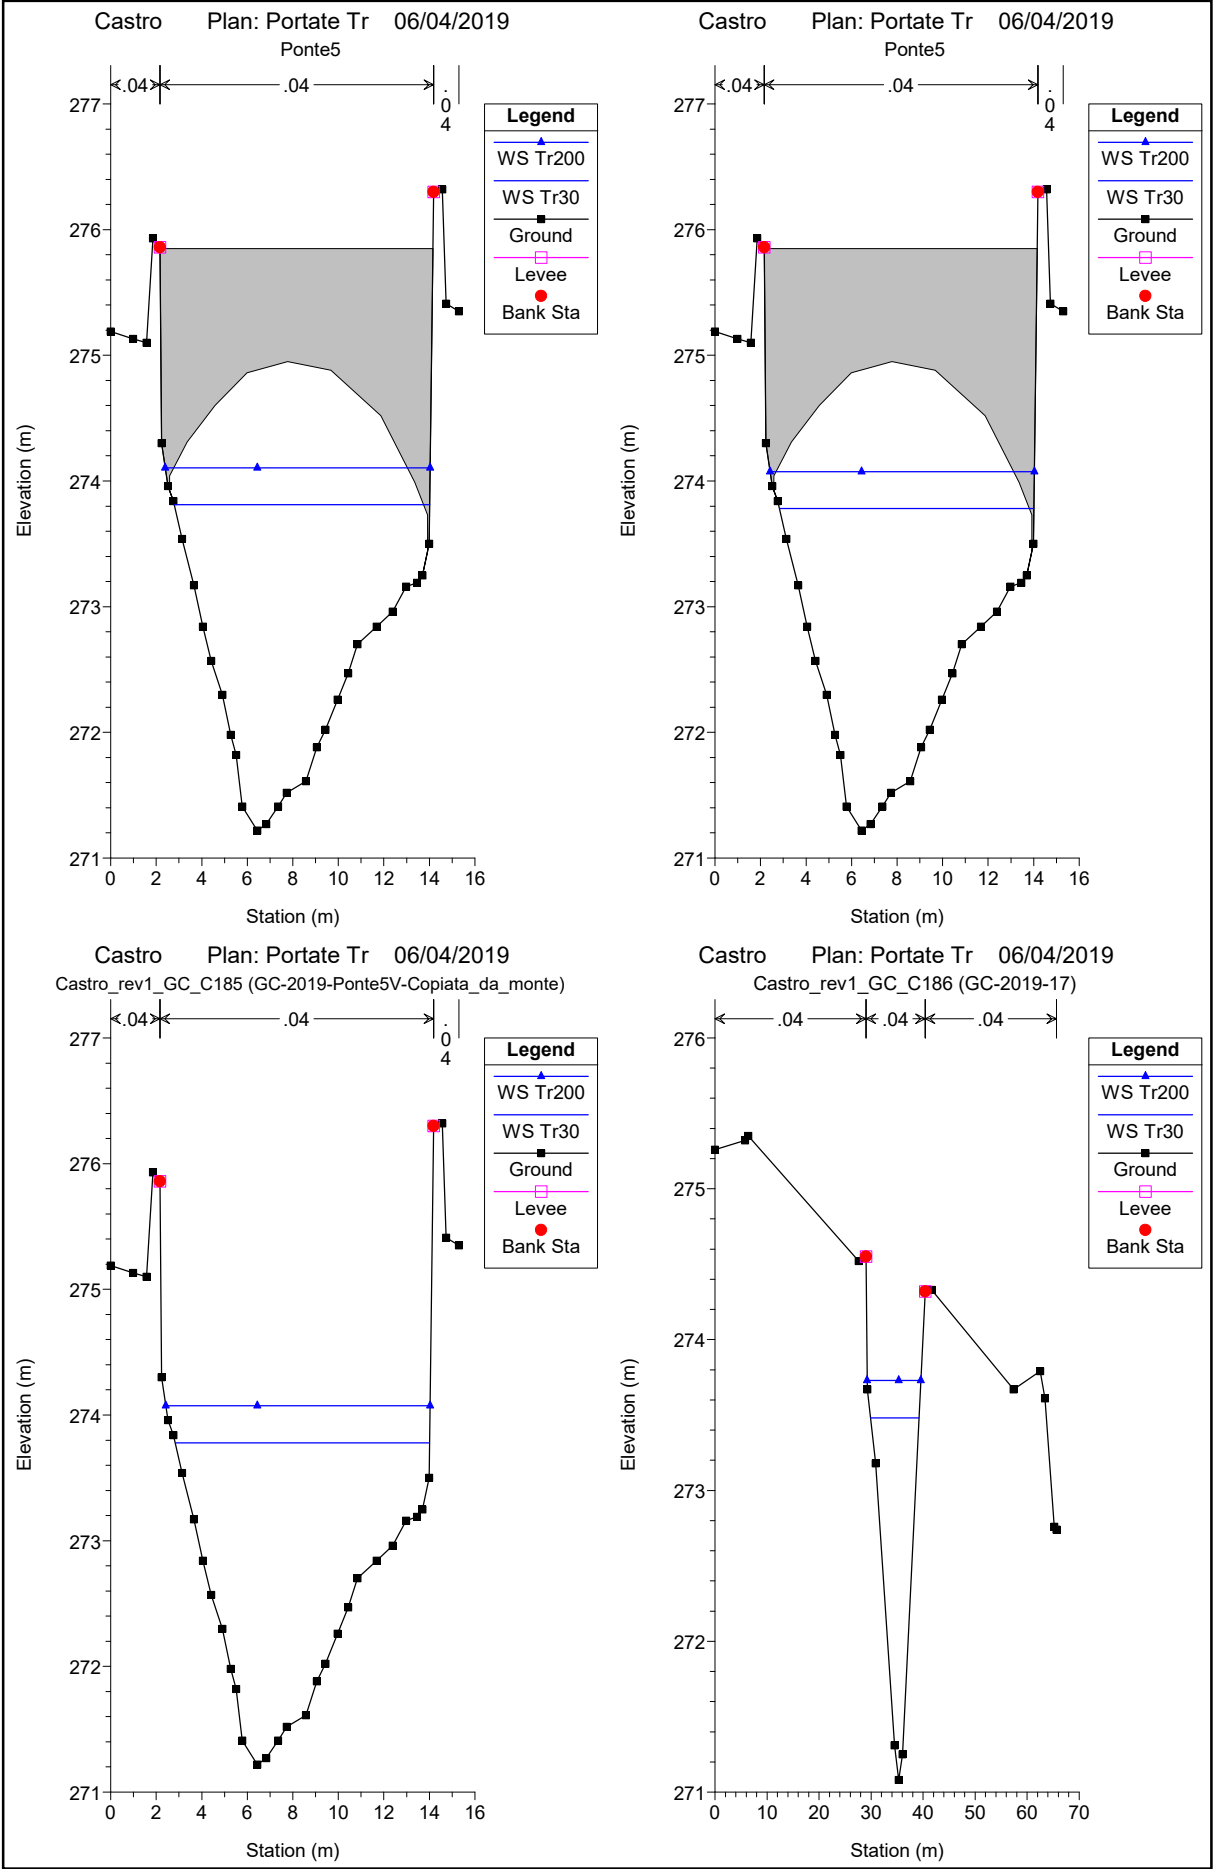 Castro Plan: Portate Tr 06/04/2019
Ponte5
.04 .04 .04
Legend
WS Tr200
WS Tr30
Ground
Levee
Bank Sta
277
276
275
274
273
272
271
Elevation (m)
0 2 4 6 8 10 12 14 16
Station (m)
Castro Plan: Portate Tr 06/04/2019
Ponte5
.04 .04 .04
Legend
WS Tr200
WS Tr30
Ground
Levee
Bank Sta
277
276
275
274
273
272
271
Elevation (m)
0 2 4 6 8 10 12 14 16
Station (m)
Castro Plan: Portate Tr 06/04/2019
Castro_rev1_GC_C185 (GC-2019-Ponte5V-Copiata_da_monte)
.04 .04 .04
Legend
WS Tr200
WS Tr30
Ground
Levee
Bank Sta
277
276
275
274
273
272
271
Elevation (m)
0 2 4 6 8 10 12 14 16
Station (m)
Castro Plan: Portate Tr 06/04/2019
Castro_rev1_GC_C186 (GC-2019-17)
.04 .04 .04
Legend
WS Tr200
WS Tr30
Ground
Levee
Bank Sta
276
275
274
273
272
271
Elevation (m)
0 10 20 30 40 50 60 70
Station (m)